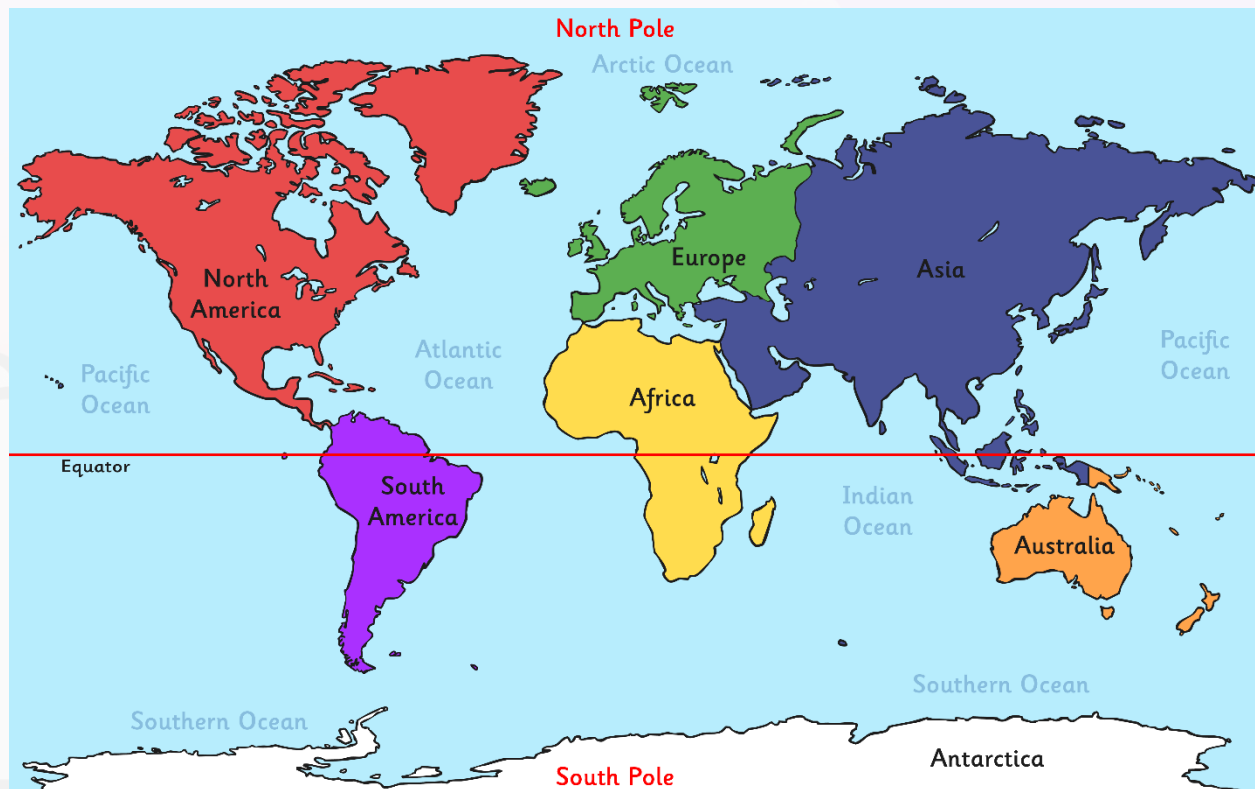 North Pole
Arctic Ocean
North
America
Europe
Asia
Pacific
Ocean
Atlantic
Ocean
Africa
Pacific
Ocean
Equator
South
America
Indian
Ocean
Australia
Southern Ocean
Southern Ocean
Antarctica
South Pole